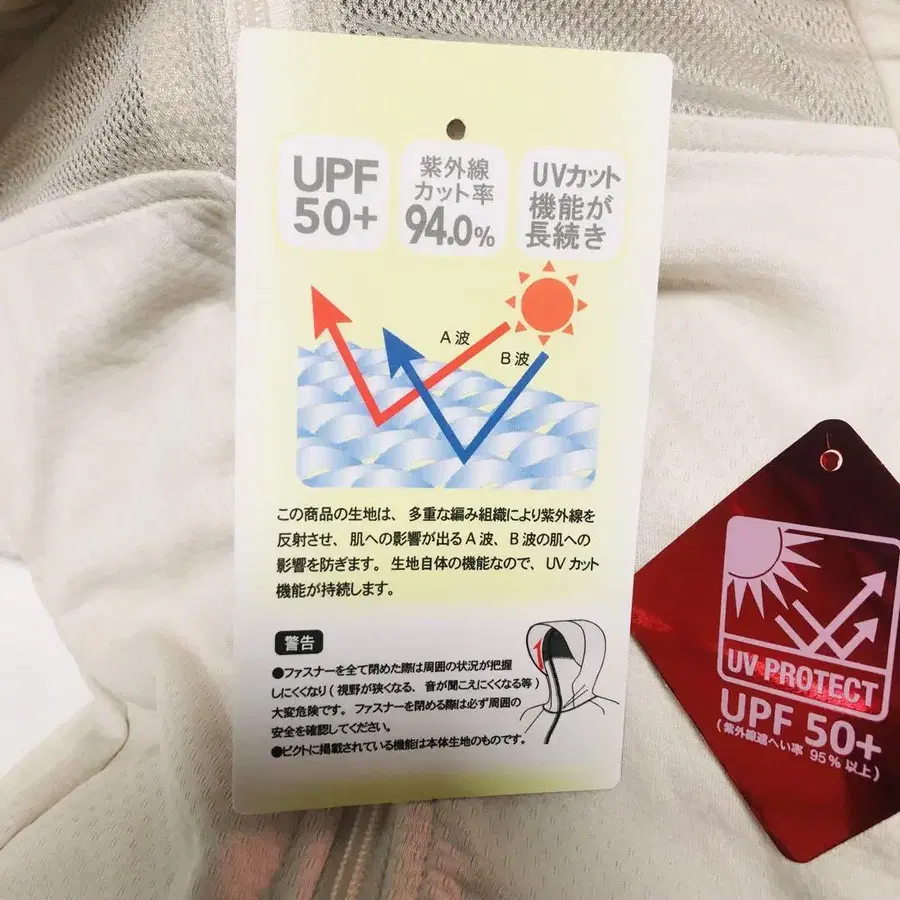 UPF
50+
紫外線
カット率
94.0%
UVカット
機能が
長続き
A波
B波
この商品の生地は、多重な編み組織により紫外線を
反射させ、肌への影響が出るA波、B波の肌への
影響を防ぎます。生地自体の機能なので、UVカット
機能が持続します。
警告
●ファスナーを全て閉めた際は周囲の状況が把握
しにくくなり(視野が狭くなる、音が聞こえにくくなる等)
大変危険です。ファスナーを閉める際は必ず周囲の
安全を確認してください。
●ピクトに掲載されている機能は本体生地のものです。
UV PROTECT
UPF 50+
(紫外線遮へい率 95%以上)